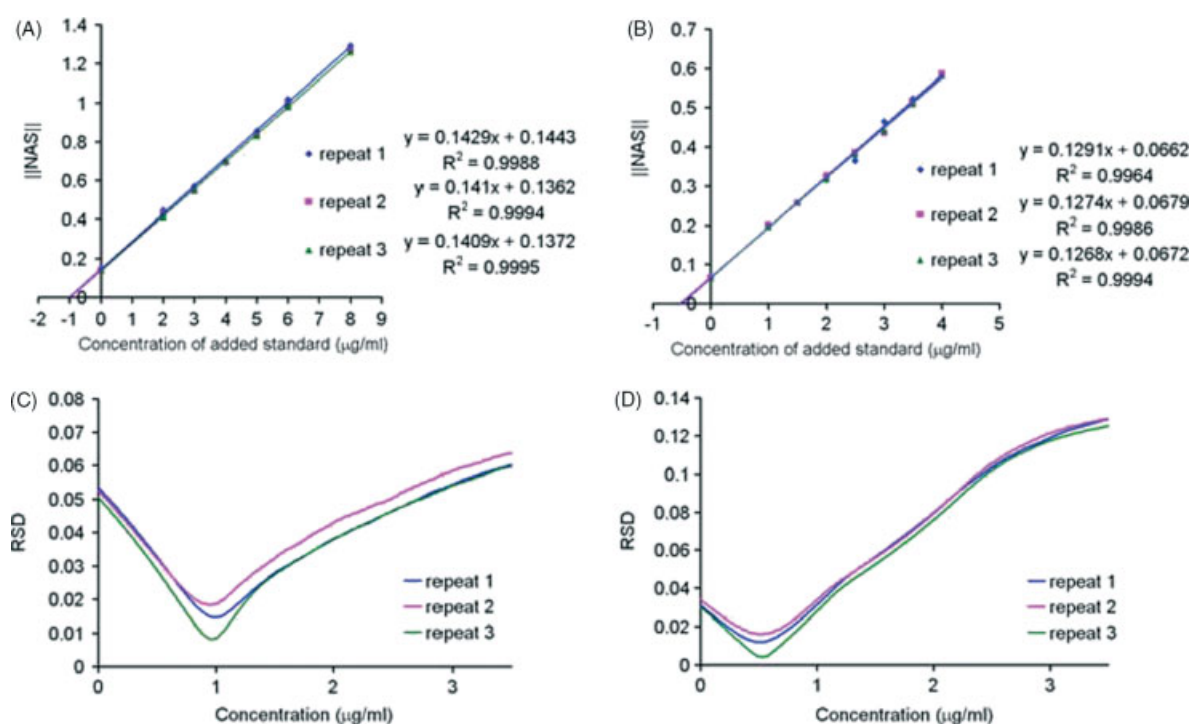 (A)
1.4
1.2
1
0.8
0.6
0.4
0.2
0
||NAS||
-2 -1 0 1 2 3 4 5 6 7 8 9
Concentration of added standard (µg/ml)
repeat 1
y = 0.1429x + 0.1443
R² = 0.9988
repeat 2
y = 0.141x + 0.1362
R² = 0.9994
repeat 3
y = 0.1409x + 0.1372
R² = 0.9995
(B)
0.7
0.6
0.5
0.4
0.3
0.2
0.1
0
||NAS||
-1 0 1 2 3 4 5
Concentration of added standard (µg/ml)
repeat 1
y = 0.1291x + 0.0662
R² = 0.9964
repeat 2
y = 0.1274x + 0.0679
R² = 0.9986
repeat 3
y = 0.1268x + 0.0672
R² = 0.9994
(C)
0.08
0.07
0.06
0.05
0.04
0.03
0.02
0.01
0
RSD
0 1 2 3
Concentration (µg/ml)
repeat 1
repeat 2
repeat 3
(D)
0.14
0.12
0.1
0.08
0.06
0.04
0.02
0
RSD
0 1 2 3
Concentration (µg/ml)
repeat 1
repeat 2
repeat 3